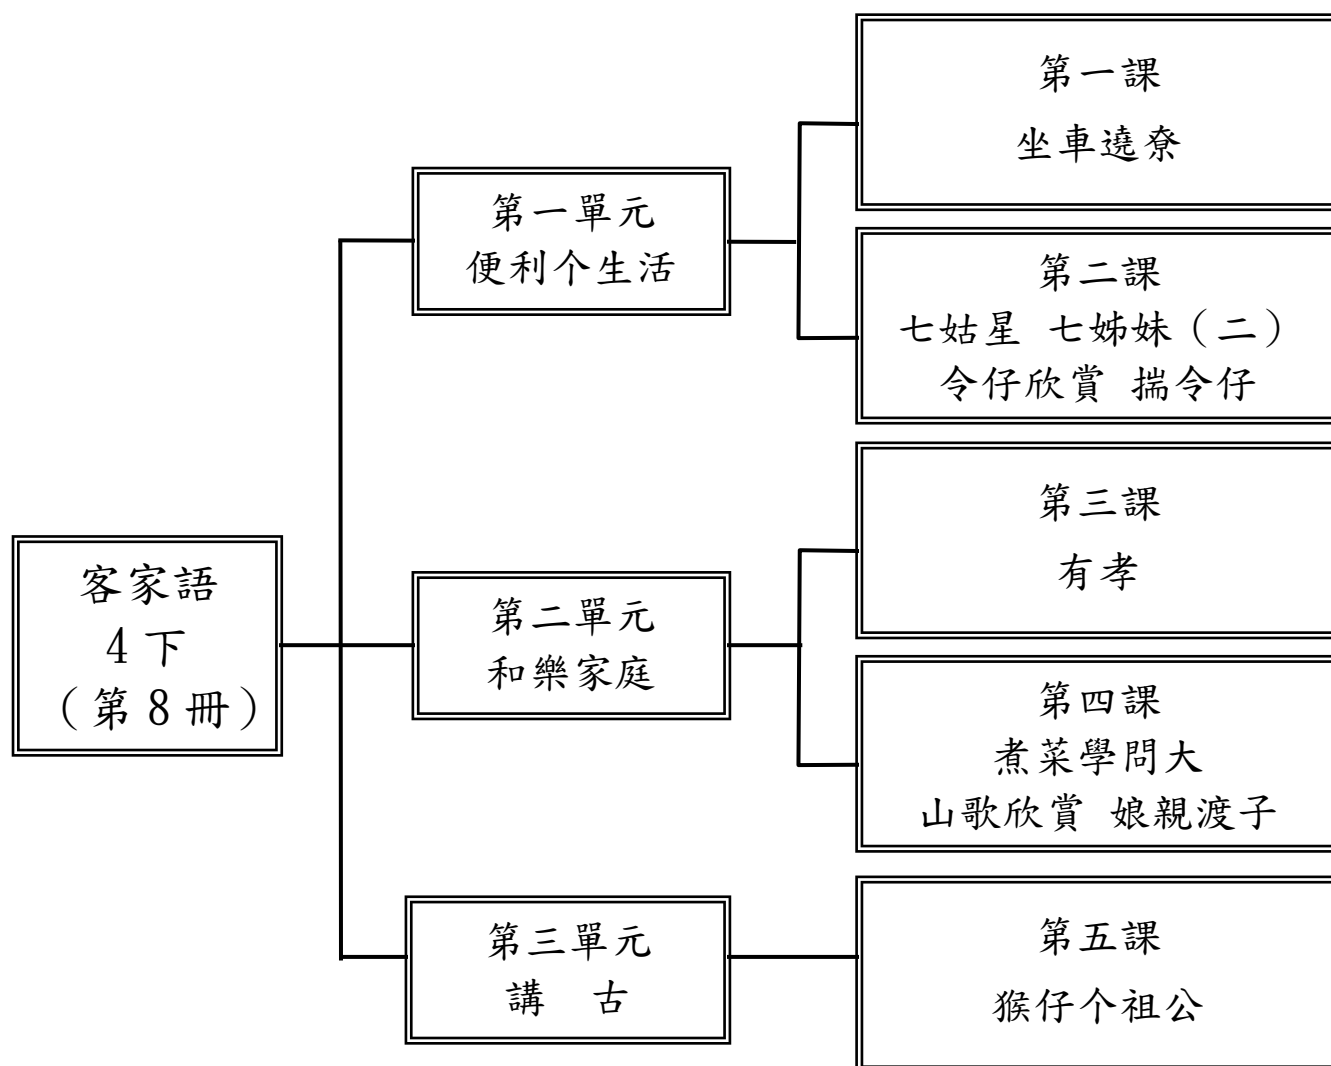 客家語
4下
（第8冊）
第一單元
便利个生活
第一課
坐車遶尞
第二課
七姑星 七姊妹（二）
令仔欣賞 揣令仔
第二單元
和樂家庭
第三課
有孝
第四課
煮菜學問大
山歌欣賞 娘親渡子
第三單元
講 古
第五課
猴仔个祖公